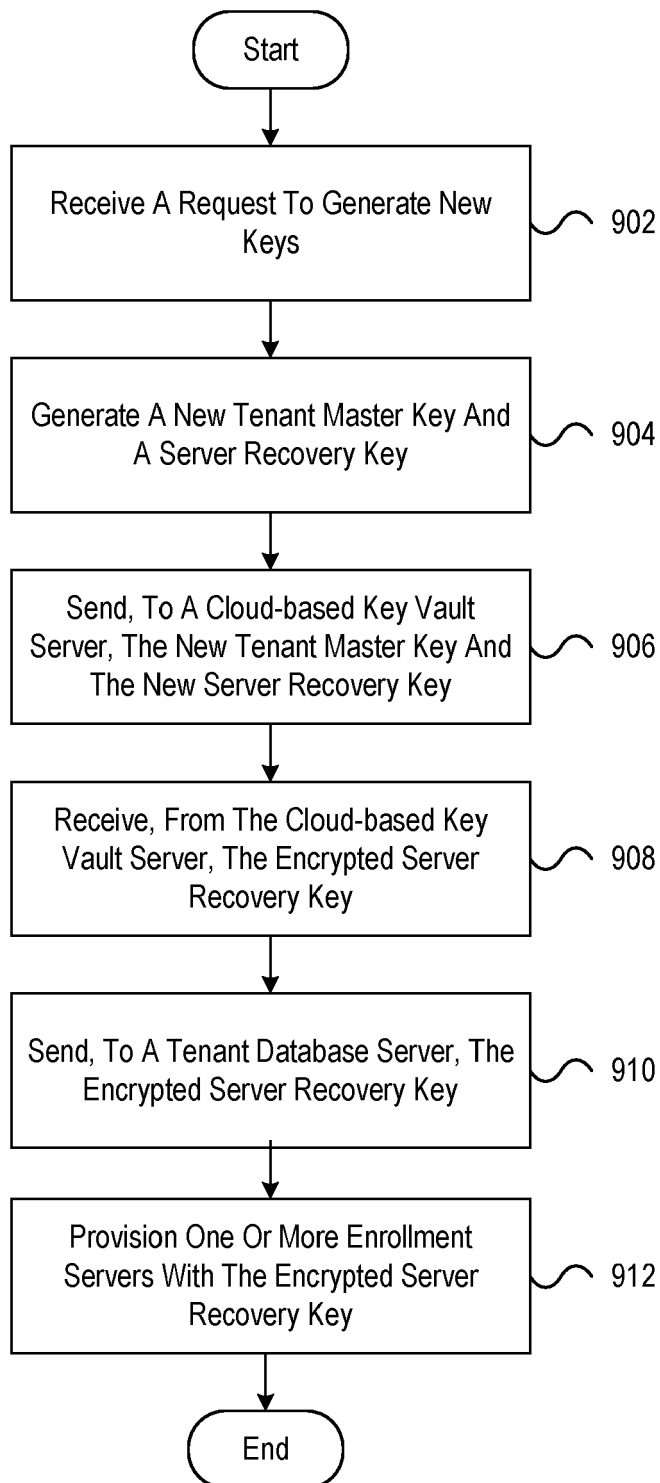 Start
Receive A Request To Generate New
Keys
902
Generate A New Tenant Master Key And
A Server Recovery Key
904
Send, To A Cloud-based Key Vault
Server, The New Tenant Master Key And
The New Server Recovery Key
906
Receive, From The Cloud-based Key
Vault Server, The Encrypted Server
Recovery Key
908
Send, To A Tenant Database Server, The
Encrypted Server Recovery Key
910
Provision One Or More Enrollment
Servers With The Encrypted Server
Recovery Key
912
End